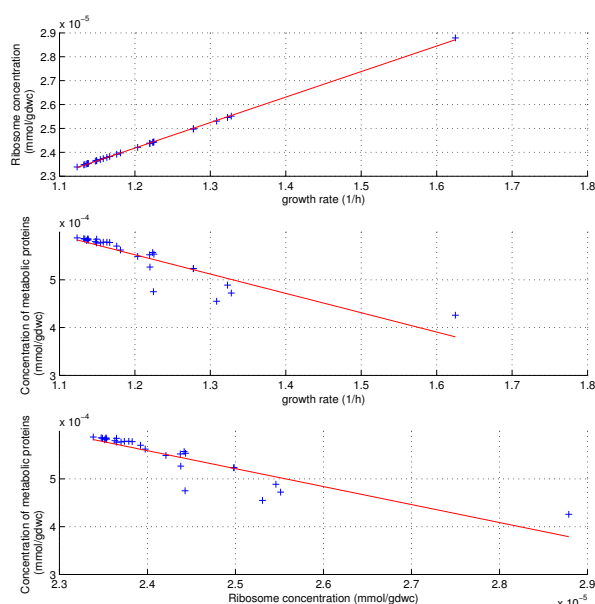 x 10⁻⁵
2.9
2.8
2.7
2.6
2.5
2.4
2.3
Ribosome concentration
(mmol/gdwc)
1.1 1.2 1.3 1.4 1.5 1.6 1.7 1.8
growth rate (1/h)
x 10⁻⁴
5
4
3
Concentration of metabolic proteins
(mmol/gdwc)
1.1 1.2 1.3 1.4 1.5 1.6 1.7 1.8
growth rate (1/h)
x 10⁻⁴
5
4
3
Concentration of metabolic proteins
(mmol/gdwc)
2.3 2.4 2.5 2.6 2.7 2.8 2.9
Ribosome concentration (mmol/gdwc)
x 10⁻⁵